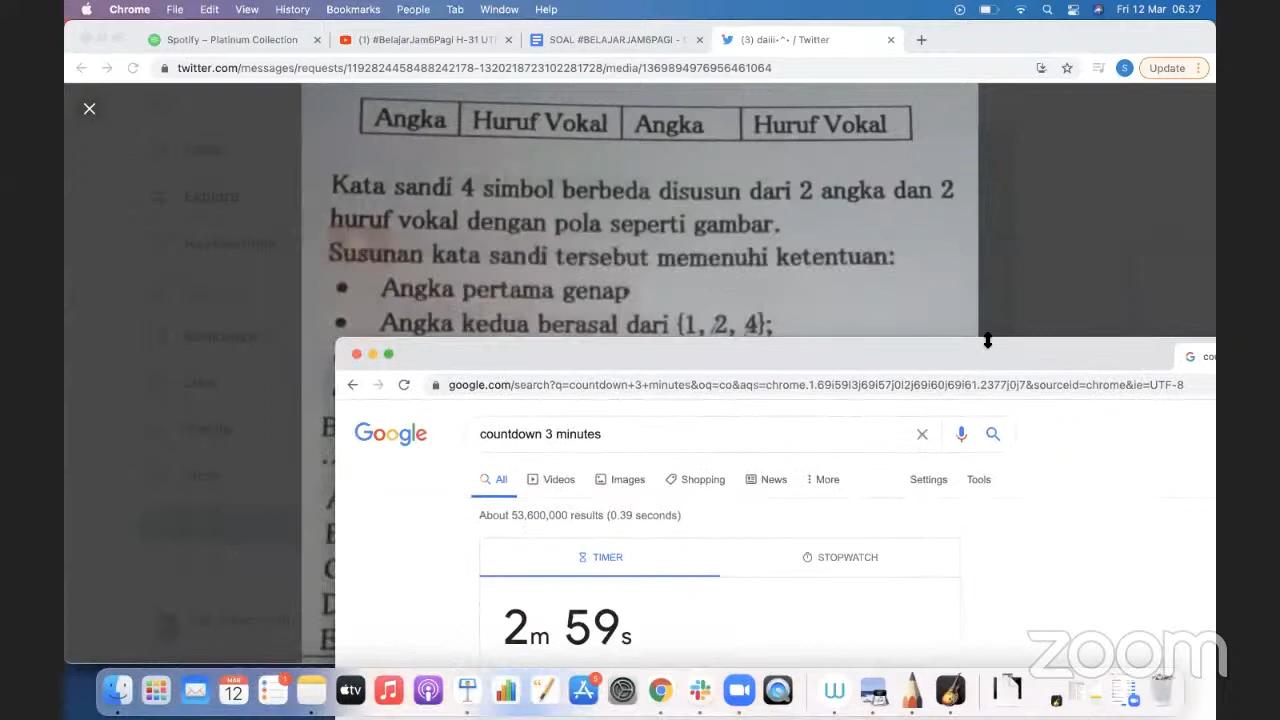 Chrome File Edit View History Bookmarks People Tab Window Help Fri 12 Mar 06.37
Spotify – Platinum Collection (1) #BelajarJam6Pagi H-31 UT SOAL #BELAJARJAM6PAGI - (3) daiii / Twitter
twitter.com/messages/requests/1192824458488242178-1320218723102281728/media/1369894976956461064 S Update
Angka Huruf Vokal Angka Huruf Vokal
Kata sandi 4 simbol berbeda disusun dari 2 angka dan 2
huruf vokal dengan pola seperti gambar.
Susunan kata sandi tersebut memenuhi ketentuan:
• Angka pertama genap
• Angka kedua berasal dari {1, 2, 4};
google.com/search?q=countdown+3+minutes&oq=co&aqs=chrome.1.69i59l3j69i57j0l2j69i60j69i61.2377j0j7&sourceid=chrome&ie=UTF-8
Google countdown 3 minutes
All Videos Images Shopping News More Settings Tools
About 53,600,000 results (0.39 seconds)
TIMER STOPWATCH
2m 59s
zoom
MAR
12
1
tv
5